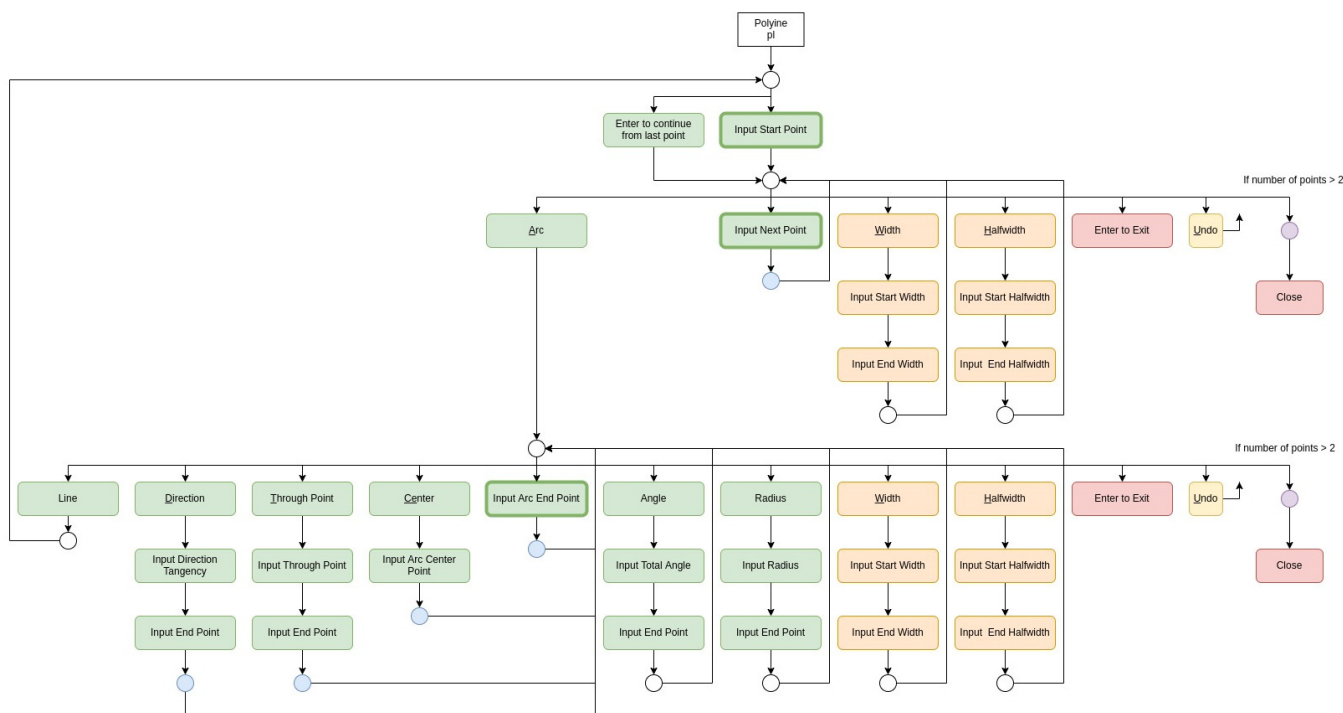 Polyine
pl
Enter to continue
from last point
Input Start Point
If number of points > 2
Arc
Input Next Point
Width
Halfwidth
Enter to Exit
Undo
Input Start Width
Input Start Halfwidth
Close
Input End Width
Input  End Halfwidth
If number of points > 2
Line
Direction
Through Point
Center
Input Arc End Point
Angle
Radius
Width
Halfwidth
Enter to Exit
Undo
Input Direction
Tangency
Input Through Point
Input Arc Center
Point
Input Total Angle
Input Radius
Input Start Width
Input Start Halfwidth
Close
Input End Point
Input End Point
Input End Point
Input End Point
Input End Width
Input  End Halfwidth